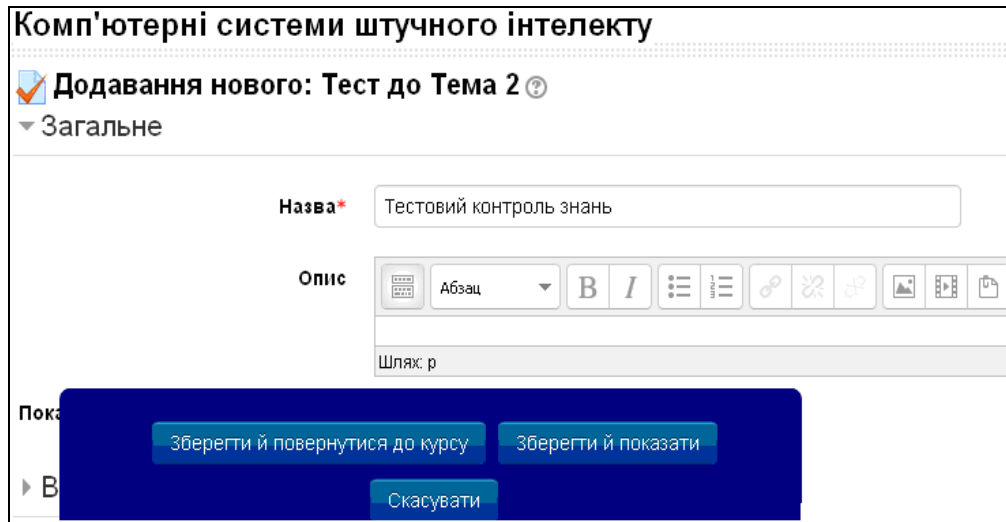 Комп'ютерні системи штучного інтелекту
Додавання нового: Тест до Тема 2
Загальне
Назва*
Тестовий контроль знань
Опис
Абзац
B I
Шлях: p
Зберегти й повернутися до курсу
Зберегти й показати
Скасувати